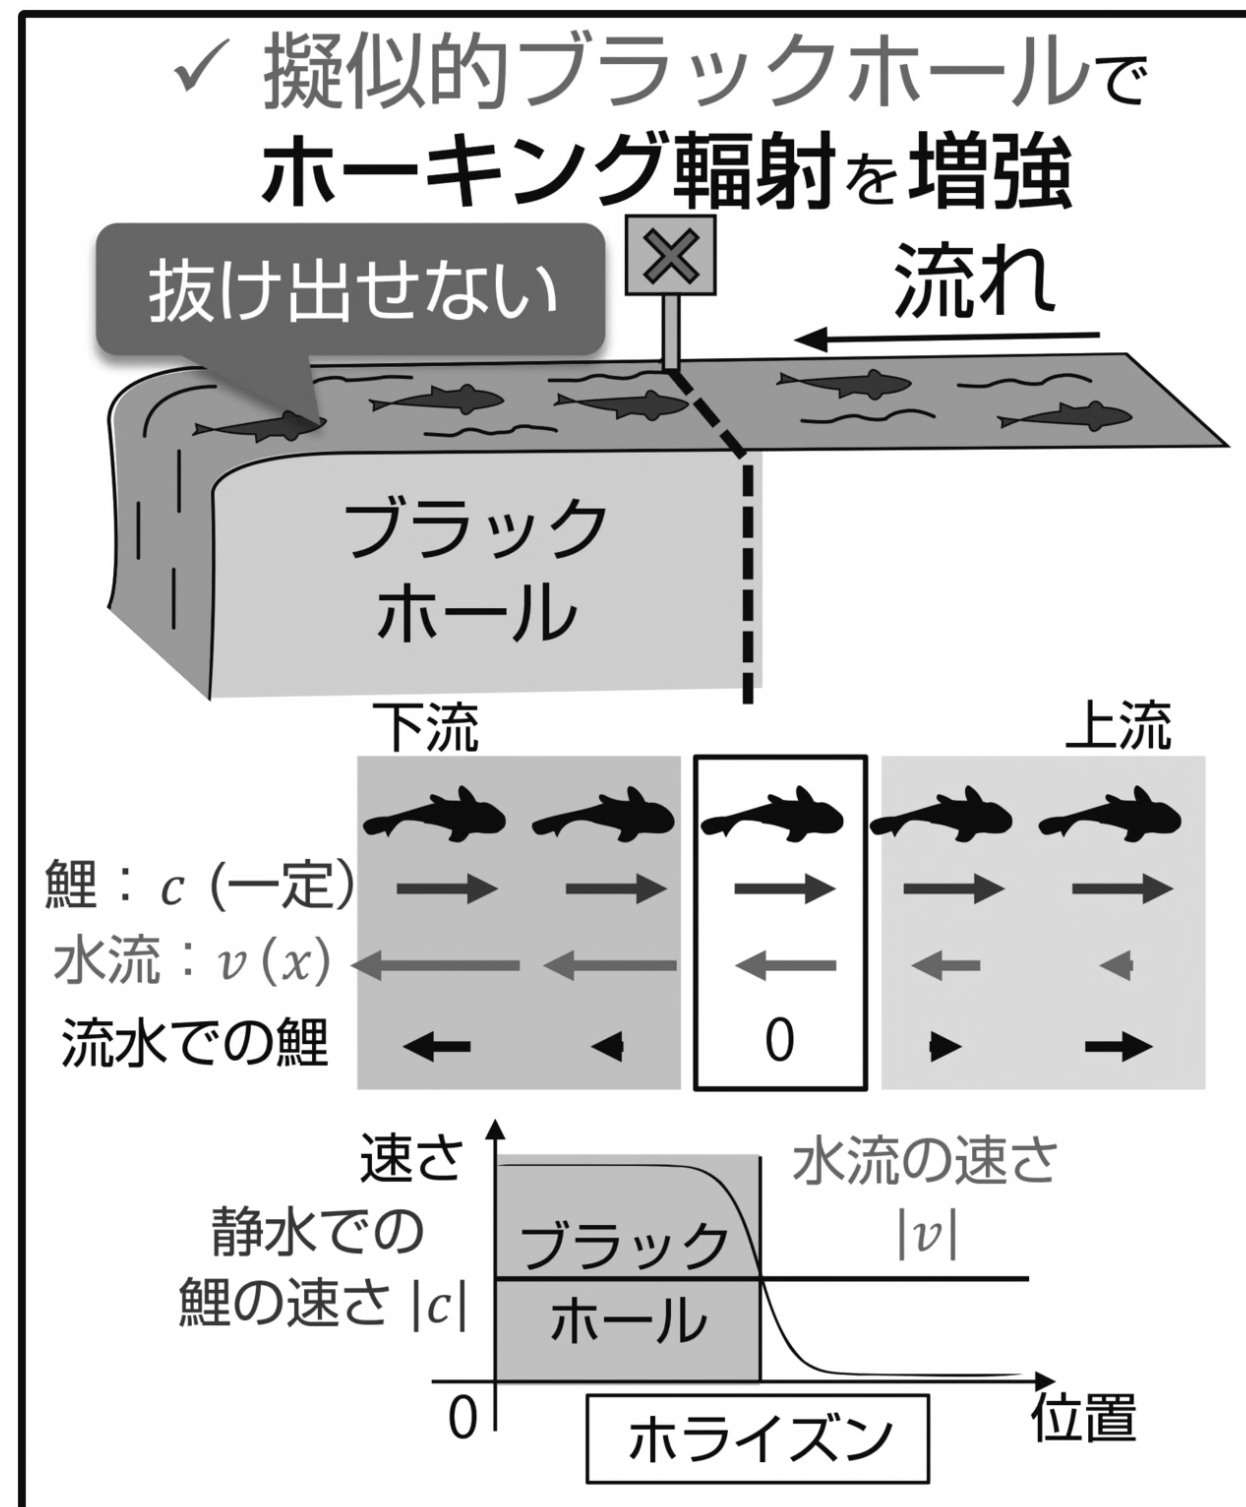 ✓ 擬似的ブラックホールで
ホーキング輻射を増強
抜け出せない
流れ
ブラック
ホール
下流
上流
鯉：c (一定)
水流：v (x)
流水での鯉
0
速さ
水流の速さ
|v|
静水での
鯉の速さ |c|
ブラック
ホール
0
位置
ホライズン